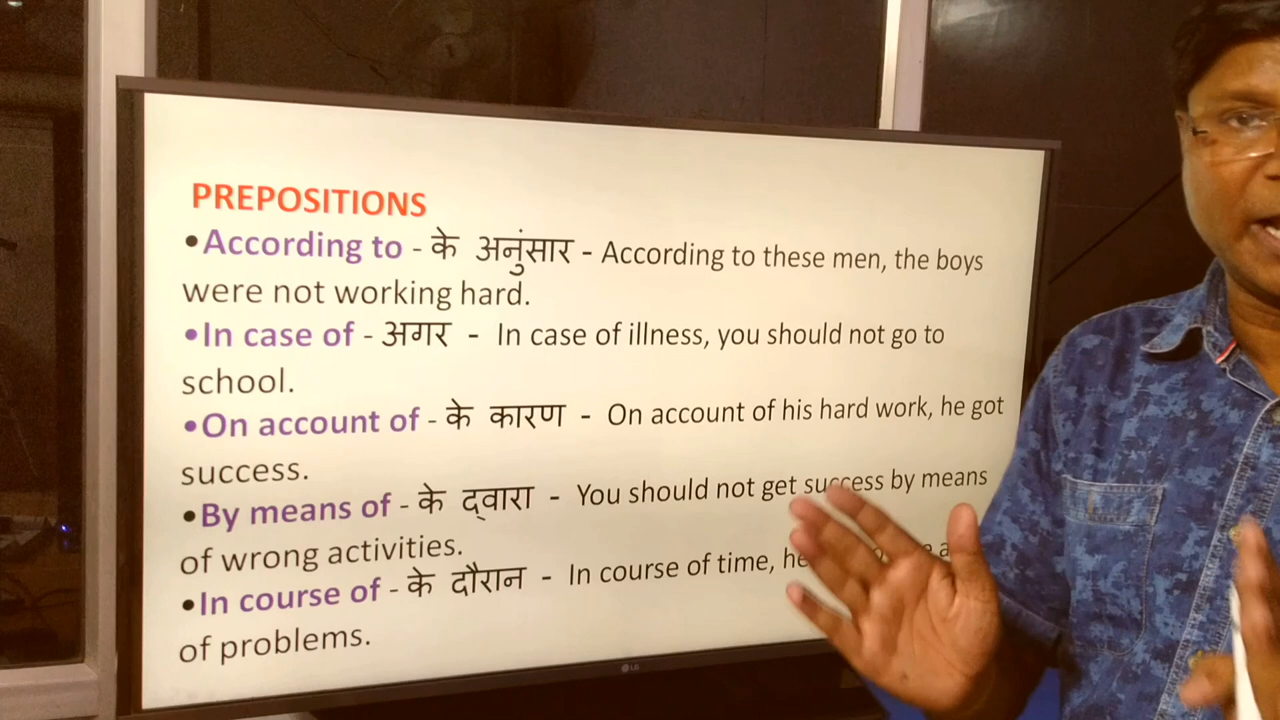 PREPOSITIONS
•According to - के अनुंसार - According to these men, the boys
were not working hard.
•In case of - अगर - In case of illness, you should not go to
school.
•On account of - के कारण - On account of his hard work, he got
success.
•By means of - के द्वारा - You should not get success by means
of wrong activities.
•In course of - के दौरान - In course of time, he
of problems.
LG